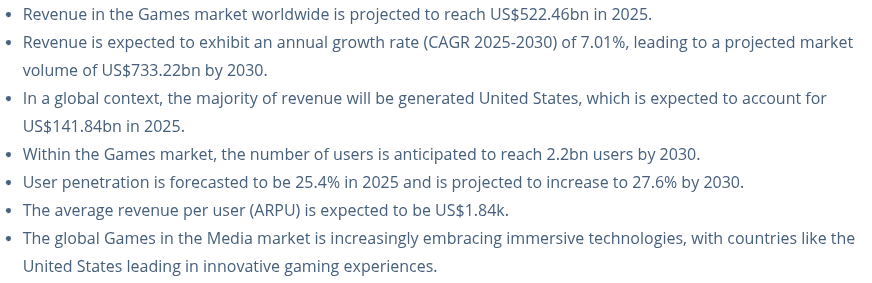 • Revenue in the Games market worldwide is projected to reach US$522.46bn in 2025.
• Revenue is expected to exhibit an annual growth rate (CAGR 2025-2030) of 7.01%, leading to a projected market
volume of US$733.22bn by 2030.
• In a global context, the majority of revenue will be generated United States, which is expected to account for
US$141.84bn in 2025.
• Within the Games market, the number of users is anticipated to reach 2.2bn users by 2030.
• User penetration is forecasted to be 25.4% in 2025 and is projected to increase to 27.6% by 2030.
• The average revenue per user (ARPU) is expected to be US$1.84k.
• The global Games in the Media market is increasingly embracing immersive technologies, with countries like the
United States leading in innovative gaming experiences.